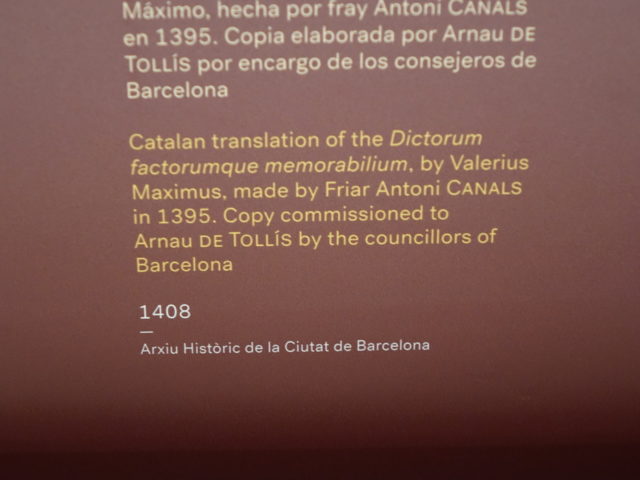 Máximo, hecha por fray Antoni CANALS
en 1395. Copia elaborada por Arnau DE
TOLLÍS por encargo de los consejeros de
Barcelona
Catalan translation of the Dictorum
factorumque memorabilium, by Valerius
Maximus, made by Friar Antoni CANALS
in 1395. Copy commissioned to
Arnau DE TOLLÍS by the councillors of
Barcelona
1408
—
Arxiu Històric de la Ciutat de Barcelona